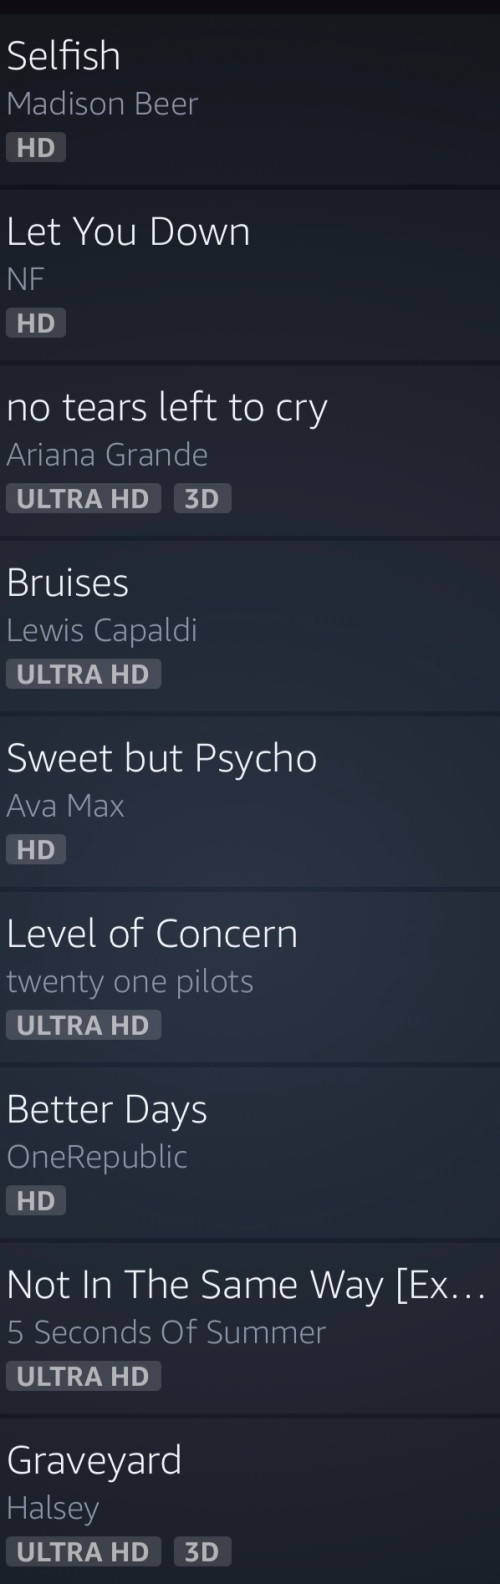 Selfish
Madison Beer
HD
Let You Down
NF
HD
no tears left to cry
Ariana Grande
ULTRA HD 3D
Bruises
Lewis Capaldi
ULTRA HD
Sweet but Psycho
Ava Max
HD
Level of Concern
twenty one pilots
ULTRA HD
Better Days
OneRepublic
HD
Not In The Same Way [Ex...
5 Seconds Of Summer
ULTRA HD
Graveyard
Halsey
ULTRA HD 3D